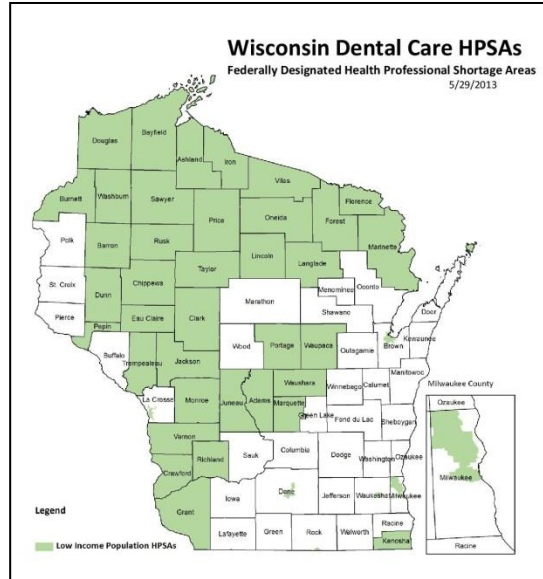 Wisconsin Dental Care HPSAs
Federally Designated Health Professional Shortage Areas
5/29/2013
Douglas
Bayfield
Ashland
Iron
Vilas
Burnett
Washburn
Sawyer
Price
Oneida
Forest
Florence
Marinette
Polk
Barron
Rusk
Lincoln
Langlade
Taylor
St. Croix
Dunn
Chippewa
Marathon
Menominee
Oconto
Pierce
Pepin
Eau Claire
Clark
Shawano
Door
Buffalo
Trempealeau
Jackson
Wood
Portage
Waupaca
Outagamie
Brown
Kewaunee
La Crosse
Monroe
Juneau
Adams
Waushara
Marquette
Green Lake
Winnebago
Calumet
Manitowoc
Fond du Lac
Sheboygan
Vernon
Richland
Sauk
Columbia
Dodge
Washington
Ozaukee
Crawford
Grant
Iowa
Dane
Jefferson
Waukesha
Milwaukee
Lafayette
Green
Rock
Walworth
Racine
Kenosha
Milwaukee County
Ozaukee
Milwaukee
Racine
Legend
Low Income Population HPSAs